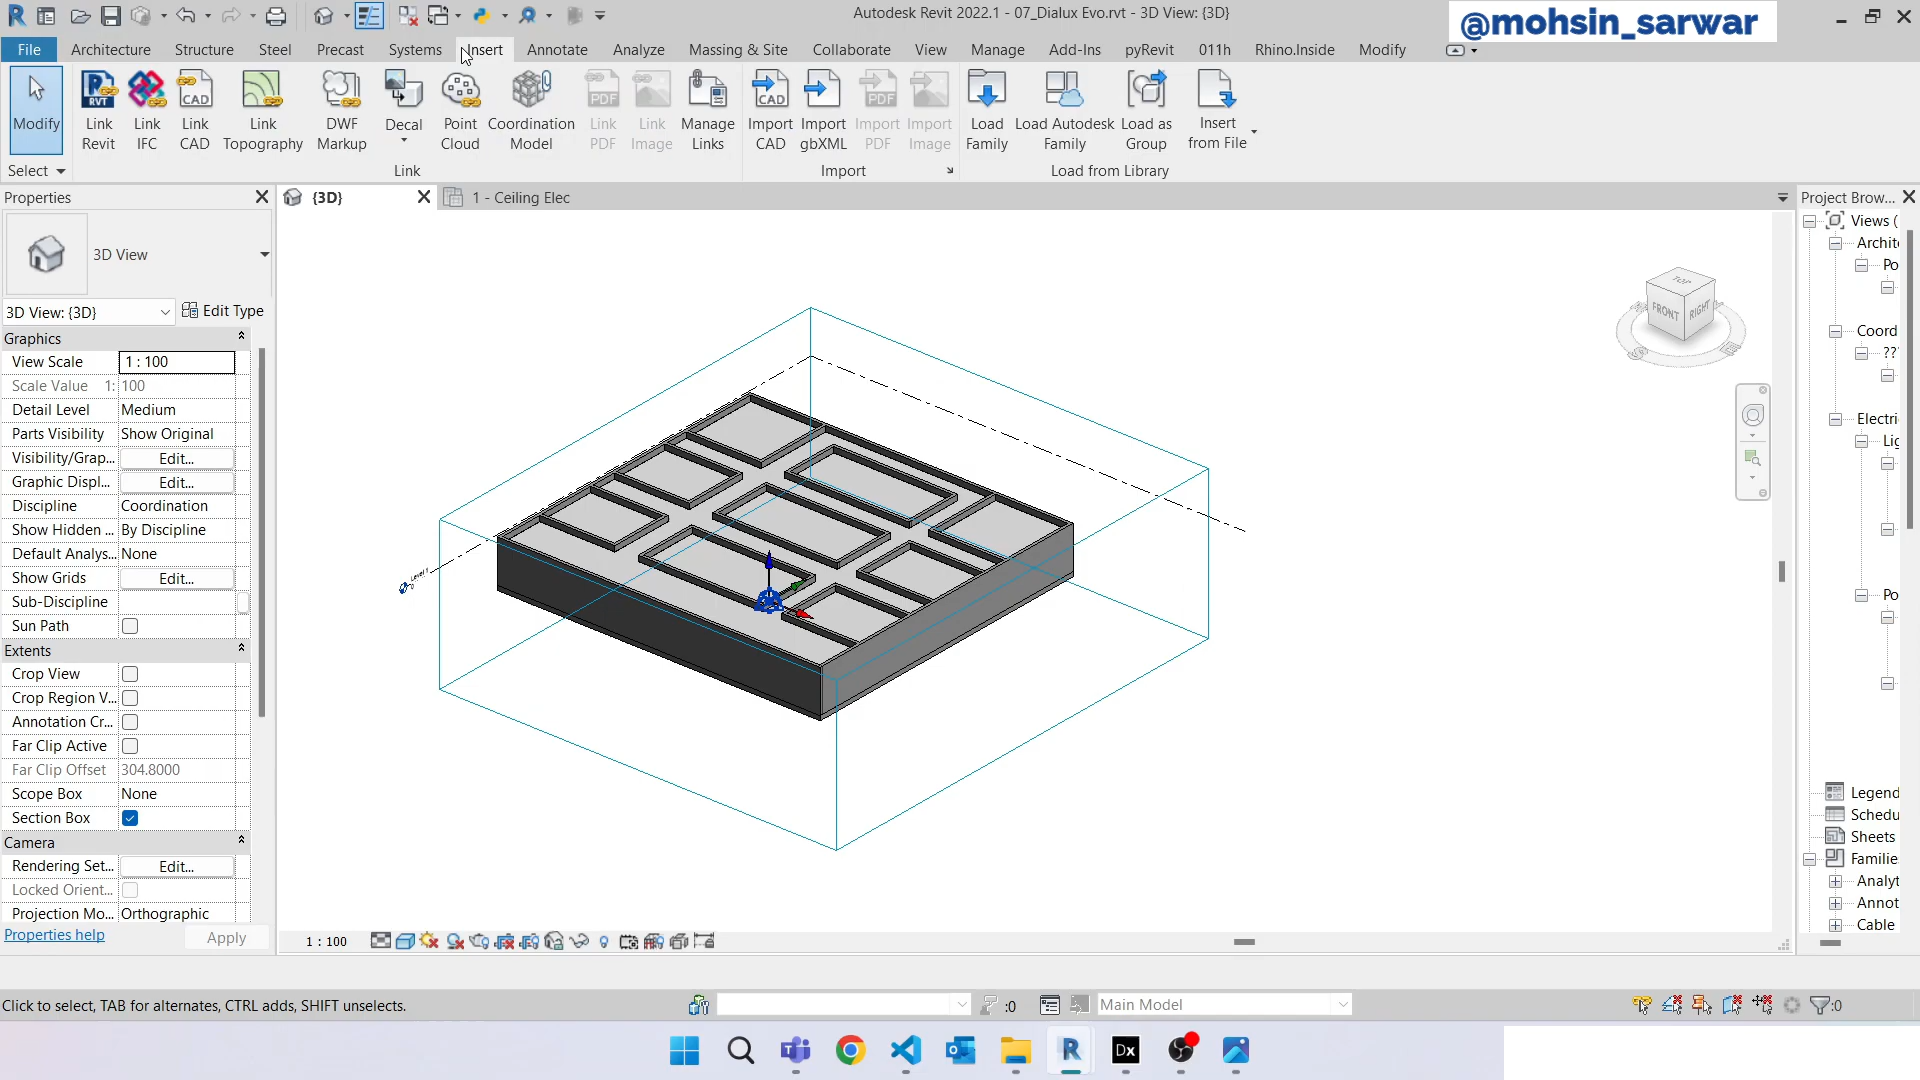 Autodesk Revit 2022.1 - 07_Dialux Evo.rvt - 3D View: {3D}
@mohsin_sarwar
File
Architecture
Structure
Steel
Precast
Systems
Insert
Annotate
Analyze
Massing & Site
Collaborate
View
Manage
Add-Ins
pyRevit
011h
Rhino.Inside
Modify
Modify
Link Revit
Link IFC
Link CAD
Link Topography
DWF Markup
Decal
Point Cloud
Coordination Model
Link PDF
Link Image
Manage Links
Import CAD
Import gbXML
Import PDF
Import Image
Load Family
Load Autodesk Family
Load as Group
Insert from File
Select
Link
Import
Load from Library
Properties
{3D}
1 - Ceiling Elec
Project Brow...
3D View
3D View: {3D}
Edit Type
Graphics
View Scale 1 : 100
Scale Value 1: 100
Detail Level Medium
Parts Visibility Show Original
Visibility/Grap... Edit...
Graphic Displ... Edit...
Discipline Coordination
Show Hidden ... By Discipline
Default Analys... None
Show Grids Edit...
Sub-Discipline
Sun Path
Extents
Crop View
Crop Region V...
Annotation Cr...
Far Clip Active
Far Clip Offset 304.8000
Scope Box None
Section Box
Camera
Rendering Set... Edit...
Locked Orient...
Projection Mo... Orthographic
Properties help
Apply
Level 1
0
TOP
FRONT
RIGHT
S
E
Views (
Archite
Po
Coord
??
Electri
Lig
Po
Legend
Schedu
Sheets
Familie
Analyt
Annot
Cable
1 : 100
Click to select, TAB for alternates, CTRL adds, SHIFT unselects.
:0
Main Model
:0
Dx